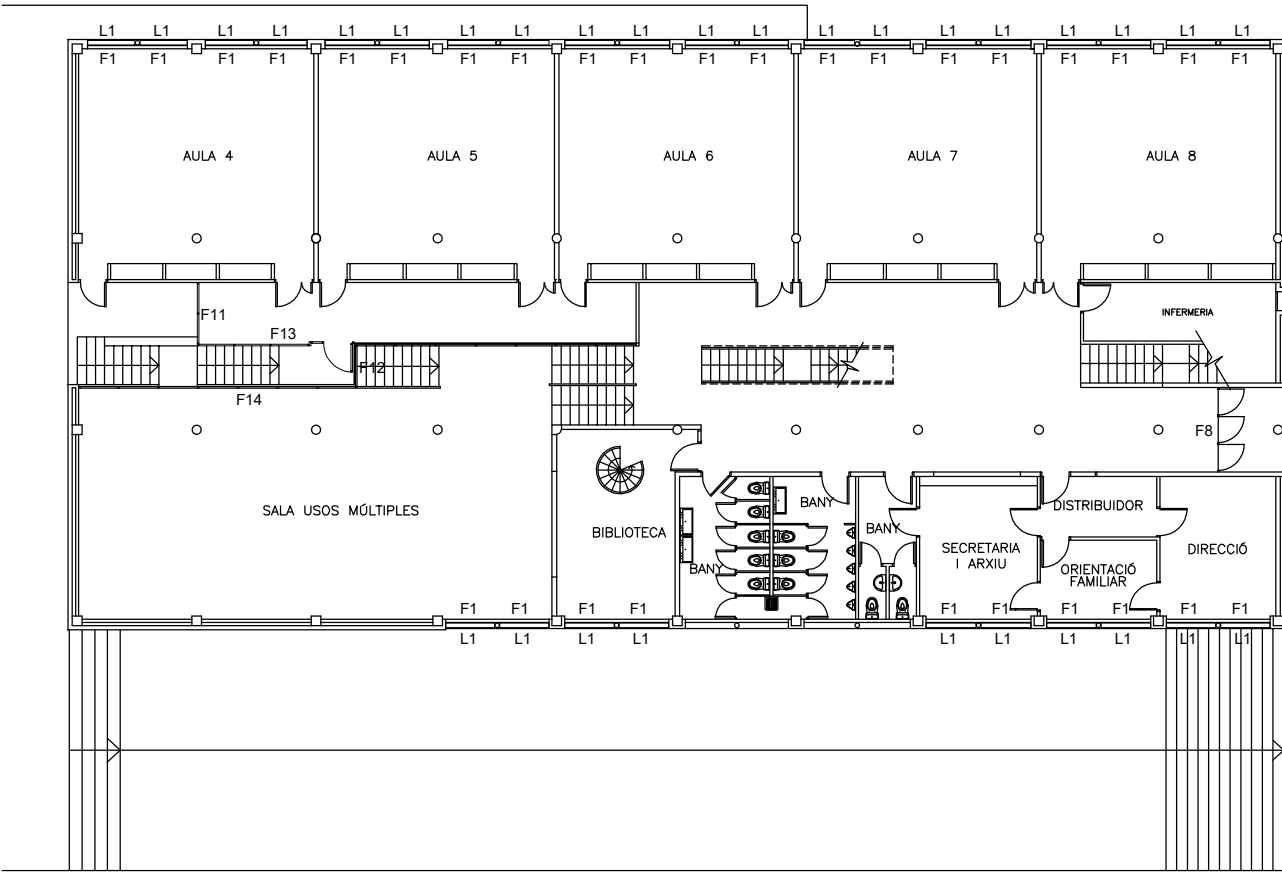 L1 L1 L1 L1 L1 L1 L1 L1 L1 L1 L1 L1 L1 L1 L1 L1 L1 L1 L1 L1
F1 F1 F1 F1 F1 F1 F1 F1 F1 F1 F1 F1 F1 F1 F1 F1 F1 F1 F1 F1
AULA 4 AULA 5 AULA 6 AULA 7 AULA 8
F11 INFERMERIA
F13
F12
F14
F8
SALA USOS MÚLTIPLES
BIBLIOTECA
BANY
BANY
BANY
SECRETARIA
I ARXIU
DISTRIBUIDOR
ORIENTACIÓ
FAMILIAR
DIRECCIÓ
F1 F1 F1 F1 F1 F1 F1 F1 F1 F1
L1 L1 L1 L1 L1 L1 L1 L1 L1 L1